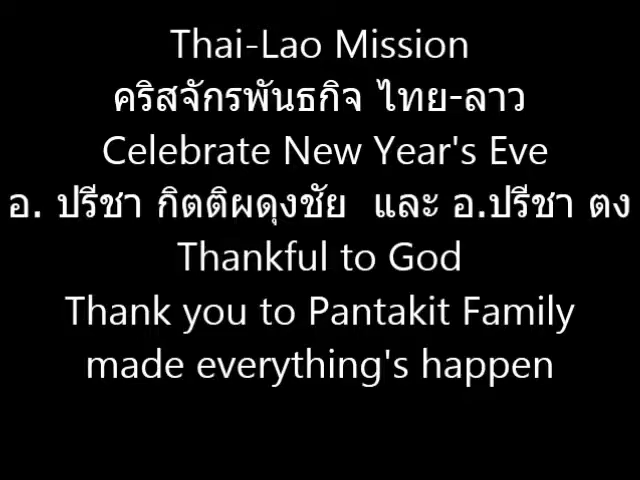 Thai-Lao Mission
คริสจักรพันธกิจ ไทย-ลาว
Celebrate New Year's Eve
อ. ปรีชา กิตติผดุงชัย และ อ.ปรีชา ตง
Thankful to God
Thank you to Pantakit Family
made everything's happen